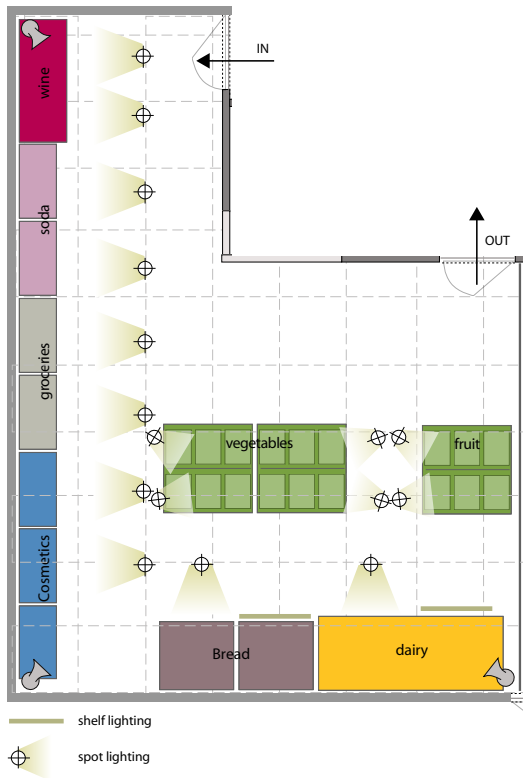 IN
wine
OUT
soda
groceries
vegetables
fruit
Cosmetics
Bread
dairy
shelf lighting
spot lighting